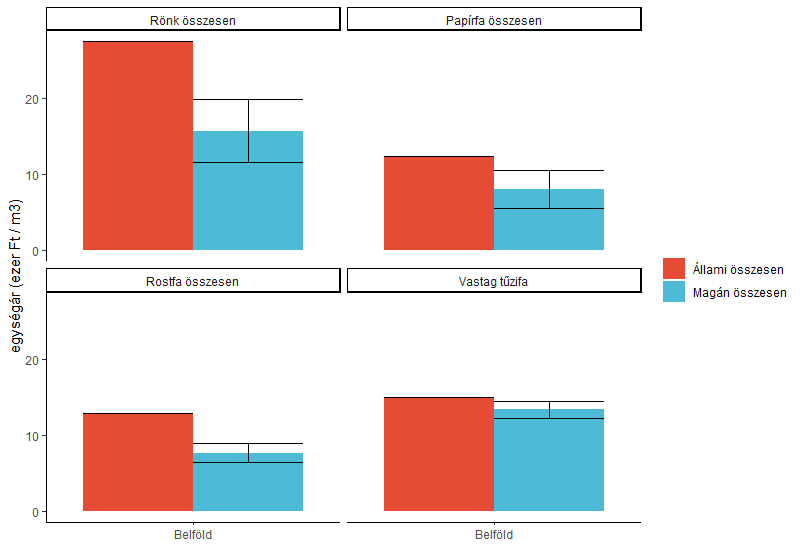 Rönk összesen
Papírfa összesen
20
10
0
egységár (ezer Ft / m3)
Rostfa összesen
Vastag tűzifa
20
10
0
Belföld
Belföld
Állami összesen
Magán összesen